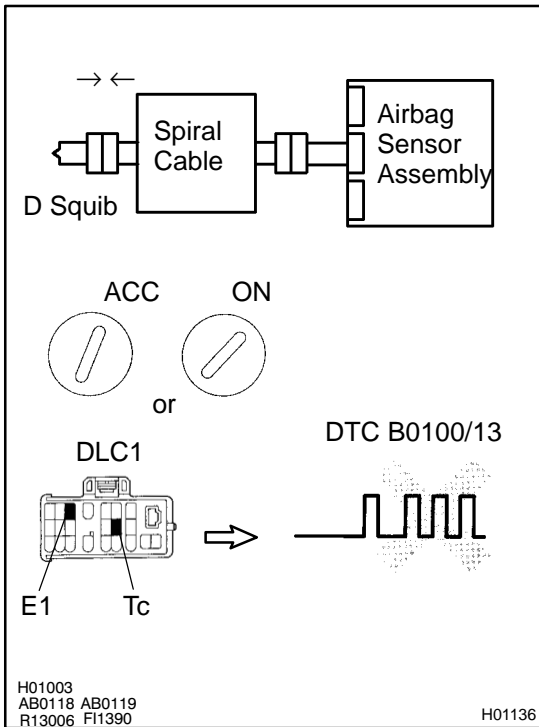 Spiral
Cable
Airbag
Sensor
Assembly
D Squib
ACC
ON
or
DLC1
DTC B0100/13
E1
Tc
H01003
AB0118 AB0119
R13006 FI1390
H01136